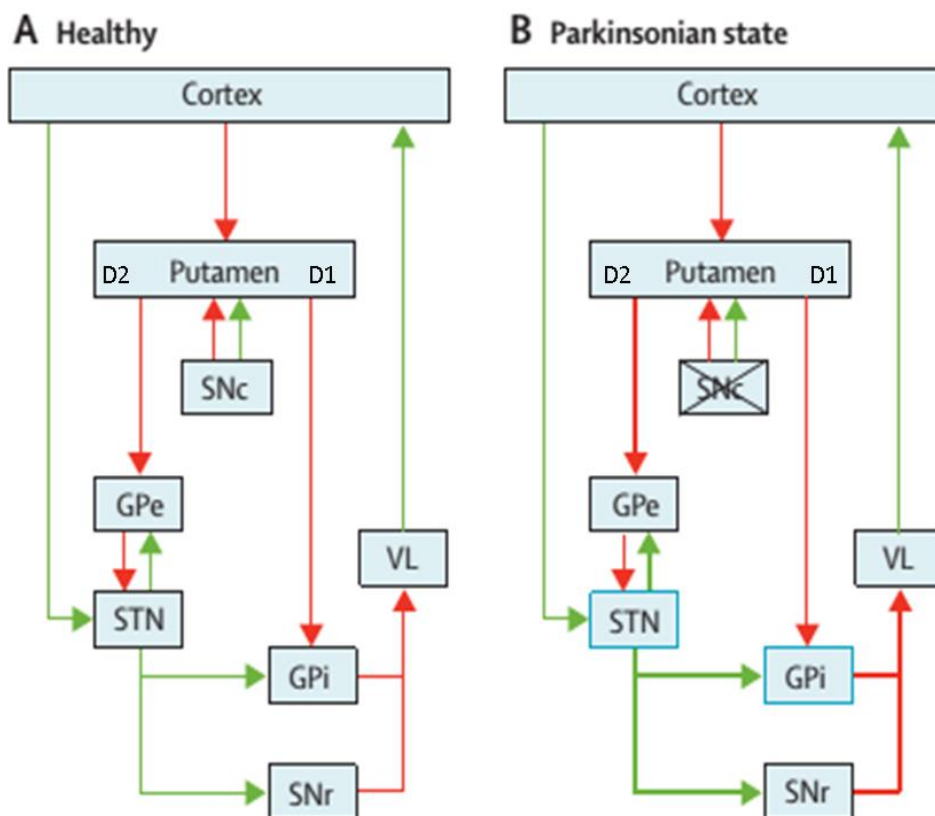 A Healthy
Cortex
D2 Putamen D1
SNc
GPe
VL
STN
GPi
SNr
B Parkinsonian state
Cortex
D2 Putamen D1
SNc
GPe
VL
STN
GPi
SNr